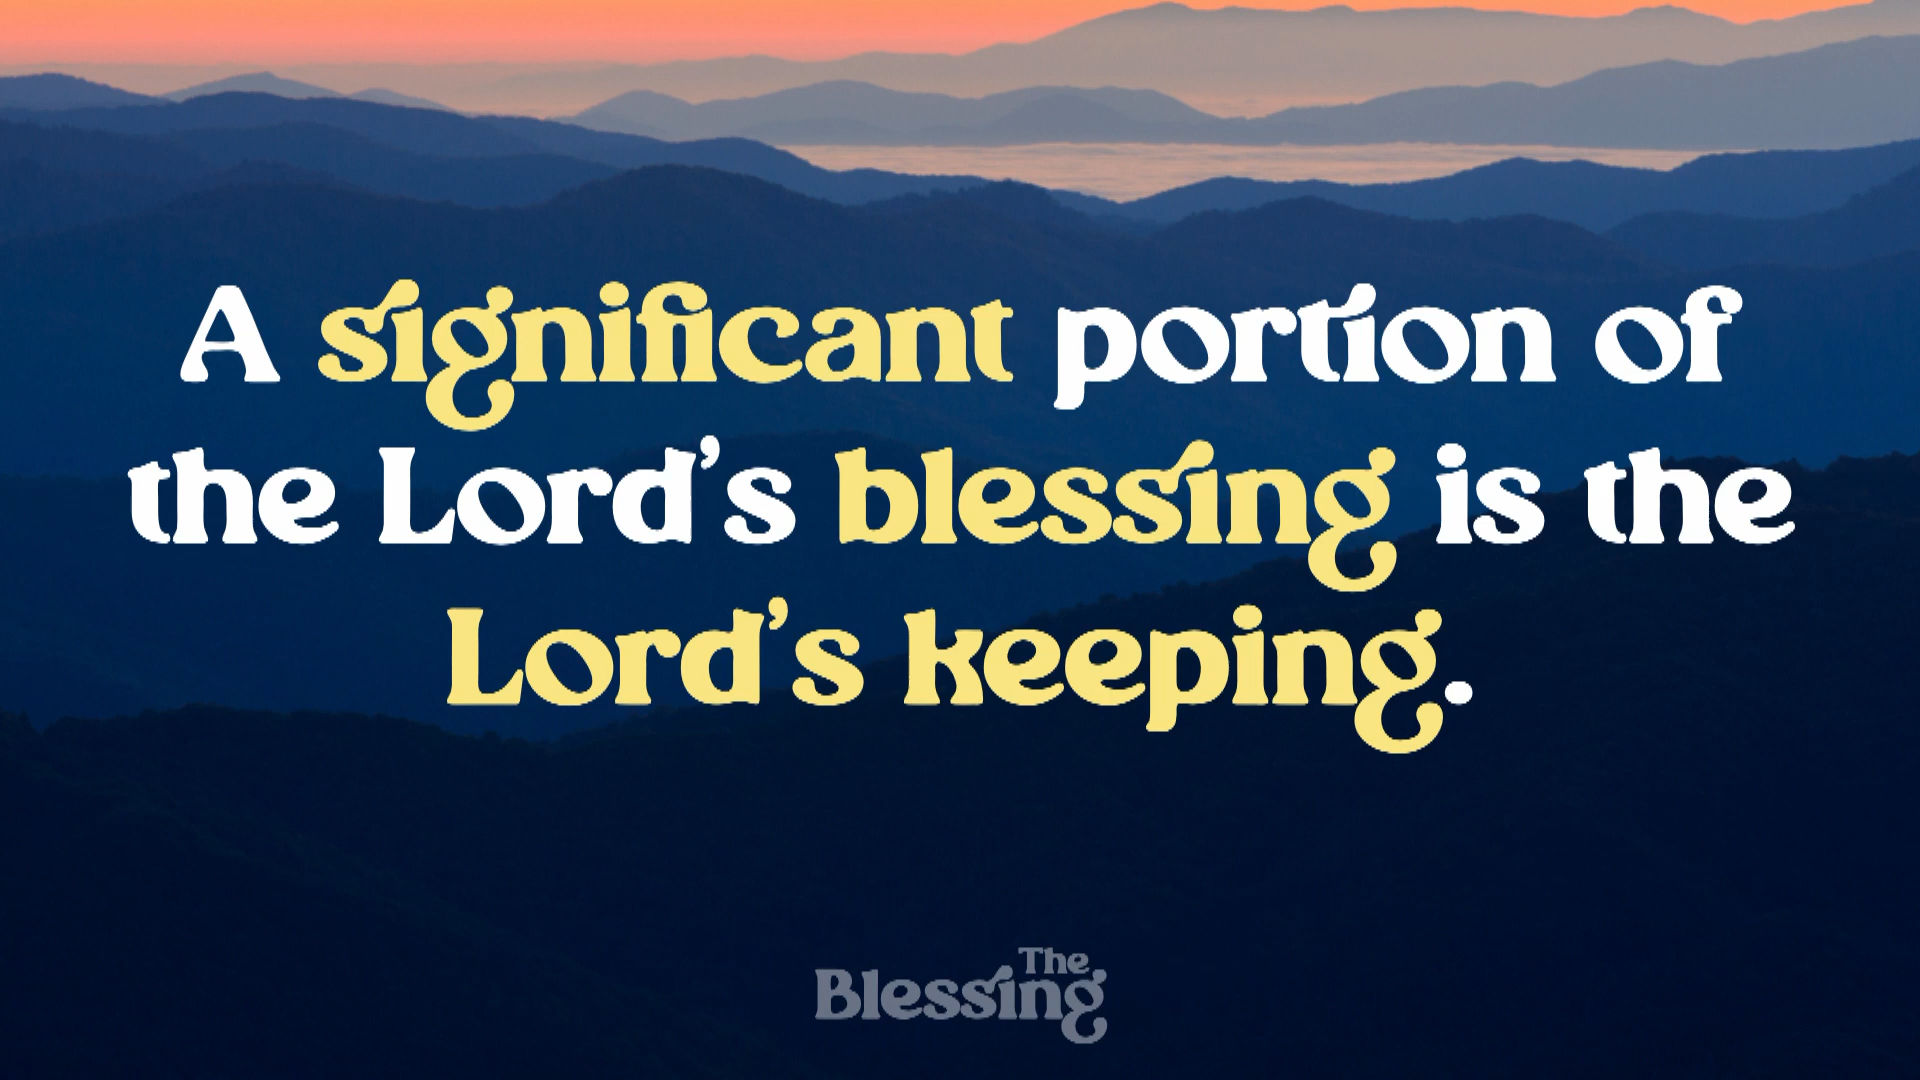 A significant portion of
the Lord's blessing is the
Lord's keeping.
The
Blessing